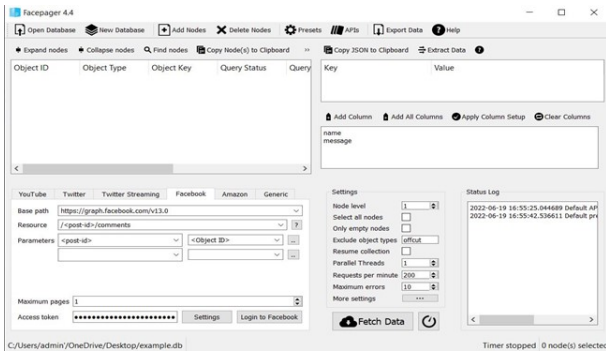 Facepager 4.4
Open Database New Database Add Nodes Delete Nodes Presets APIs Export Data Help
Expand nodes Collapse nodes Find nodes Copy Node(s) to Clipboard » Copy JSON to Clipboard Extract Data
Object ID Object Type Object Key Query Status Query
Key Value
Add Column Add All Columns Apply Column Setup Clear Columns
name
message
YouTube Twitter Twitter Streaming Facebook Amazon Generic
Base path https://graph.facebook.com/v13.0
Resource /<post-id>/comments ?
Parameters <post-id> <Object ID> ...
...
Maximum pages 1
Access token Settings Login to Facebook
Settings
Node level 1
Select all nodes
Only empty nodes
Exclude object types offcut
Resume collection
Parallel Threads 1
Requests per minute 200
Maximum errors 10
More settings ...
Fetch Data
Status Log
2022-06-19 16:55:25.044689 Default AP
2022-06-19 16:55:42.536611 Default pre
C:/Users/admin'/OneDrive/Desktop/example.db
Timer stopped 0 node(s) selected